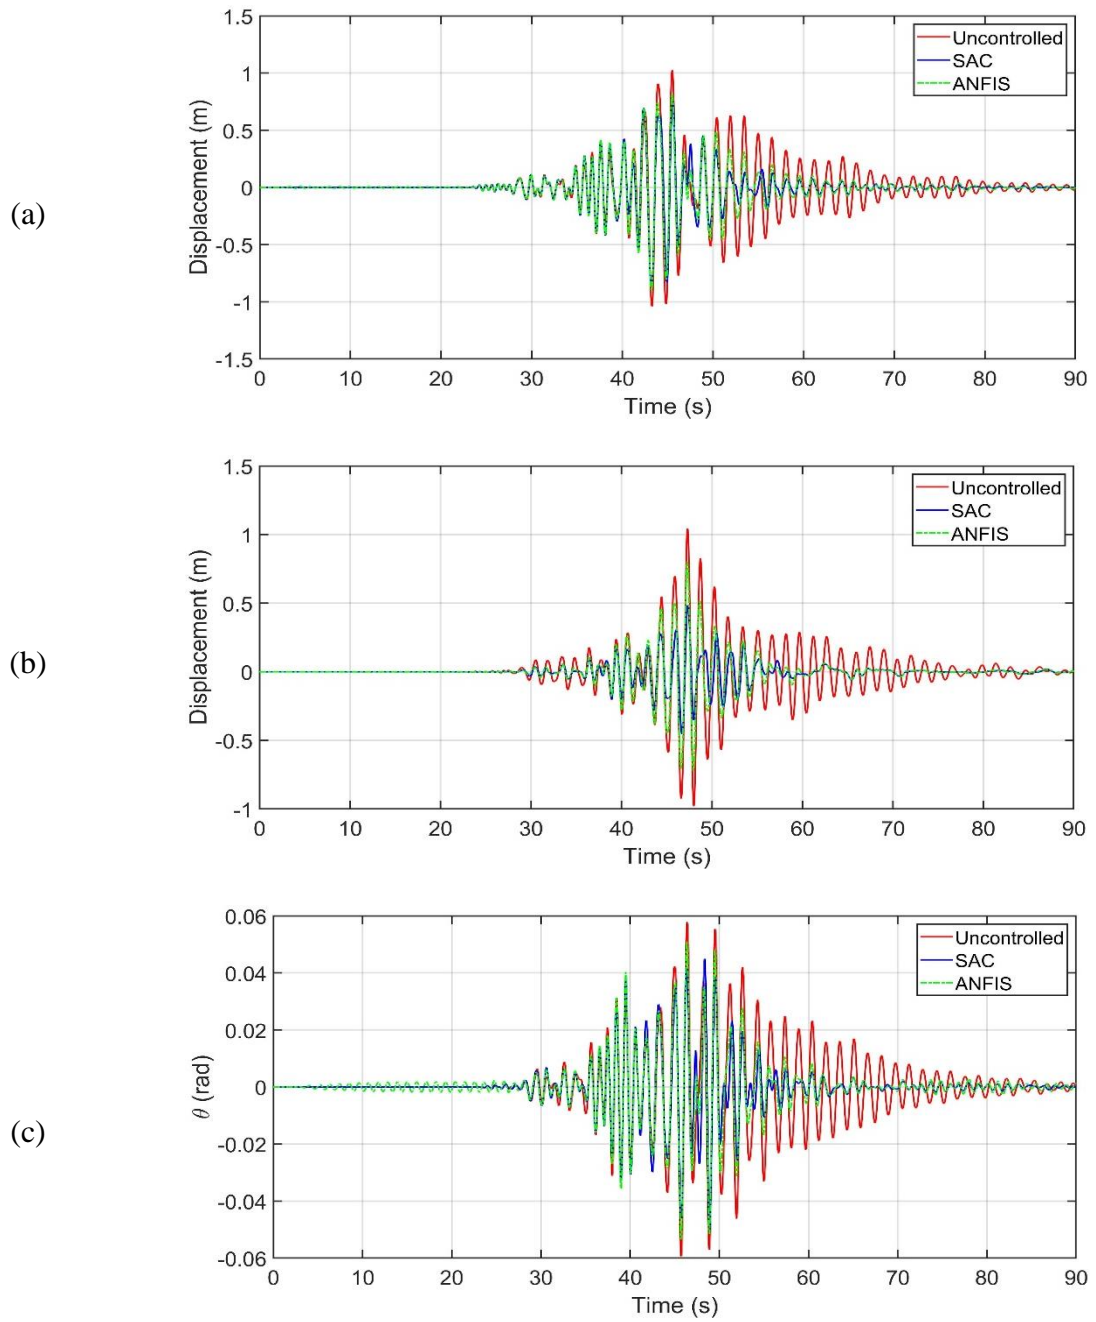 1.5
Uncontrolled
SAC
ANFIS
1
0.5
0
-0.5
-1
-1.5
Displacement (m)
(a)
0 10 20 30 40 50 60 70 80 90
Time (s)
1.5
Uncontrolled
SAC
ANFIS
1
0.5
0
-0.5
-1
Displacement (m)
(b)
0 10 20 30 40 50 60 70 80 90
Time (s)
0.06
Uncontrolled
SAC
ANFIS
0.04
0.02
0
-0.02
-0.04
-0.06
θ (rad)
(c)
0 10 20 30 40 50 60 70 80 90
Time (s)